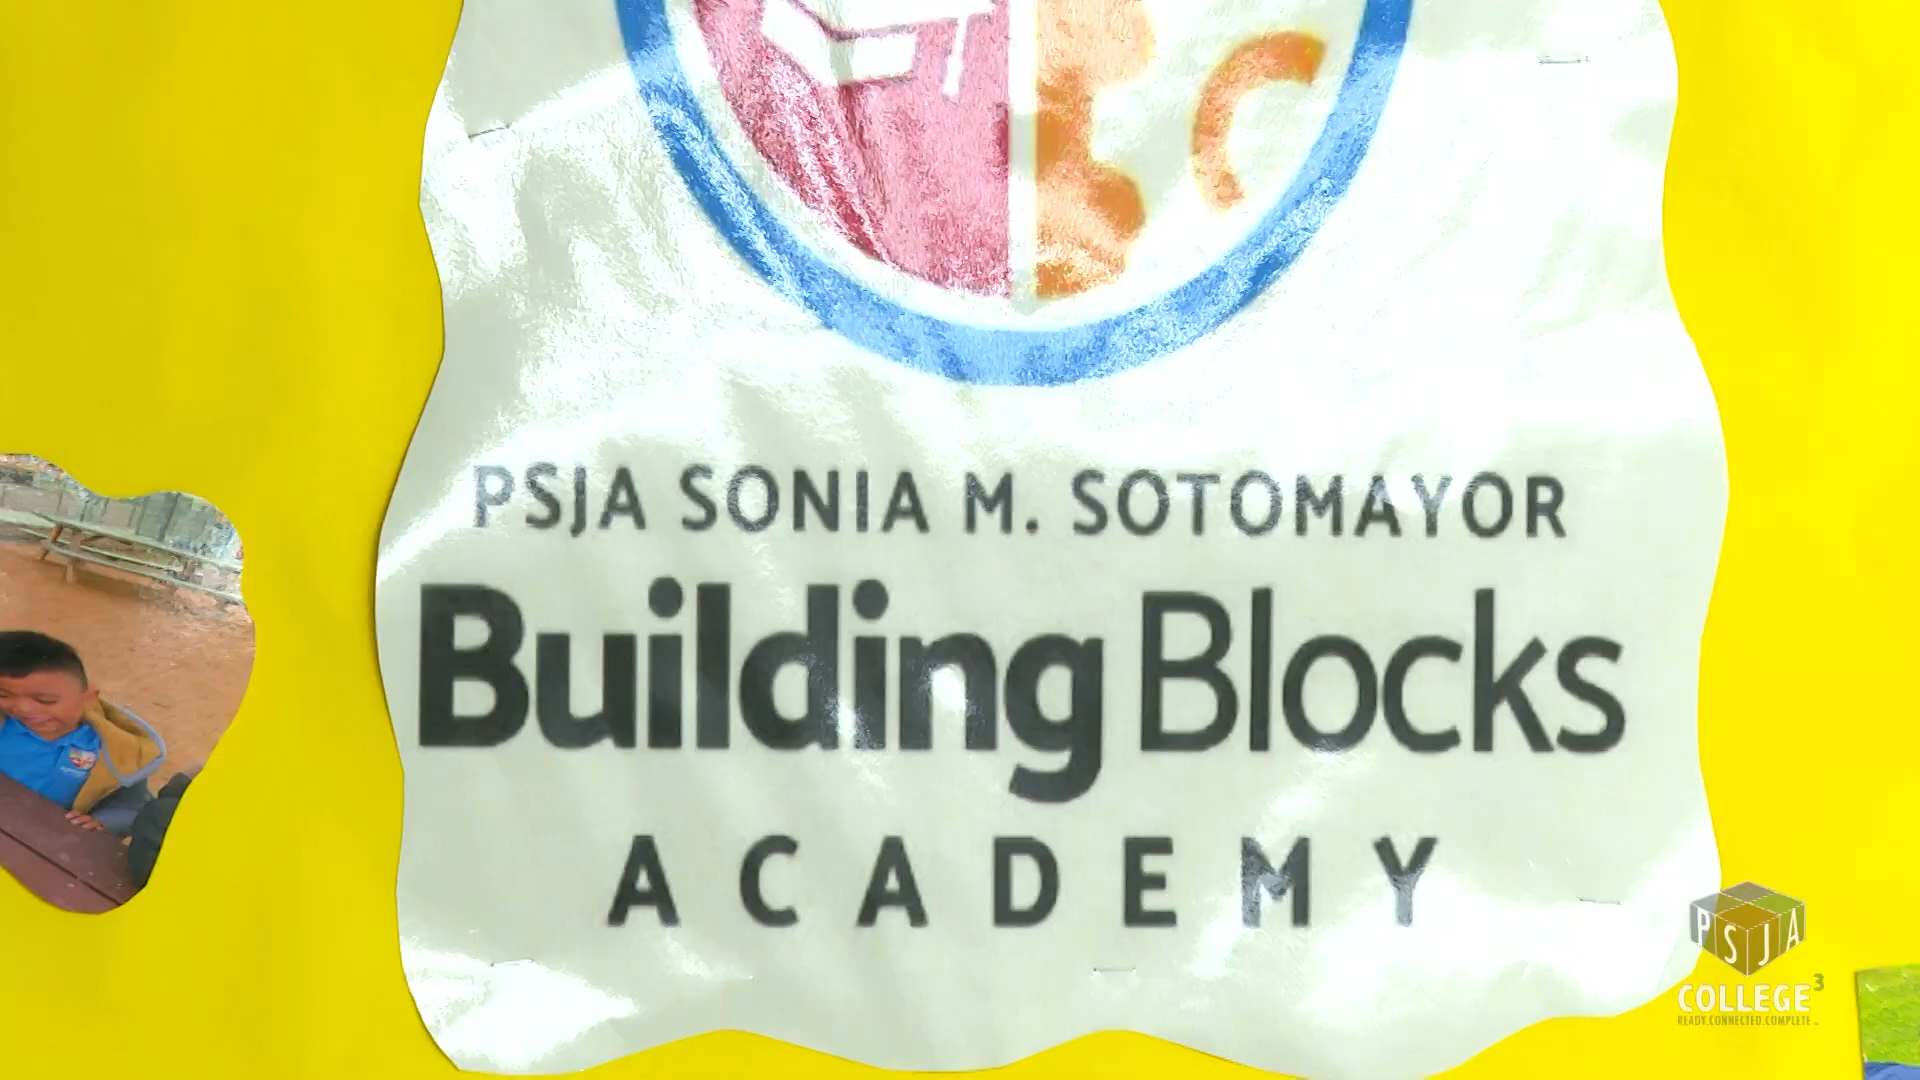 PSJA SONIA M. SOTOMAYOR
Building Blocks
ACADEMY
PSJA
COLLEGE³
READY.CONNECTED.COMPLETE